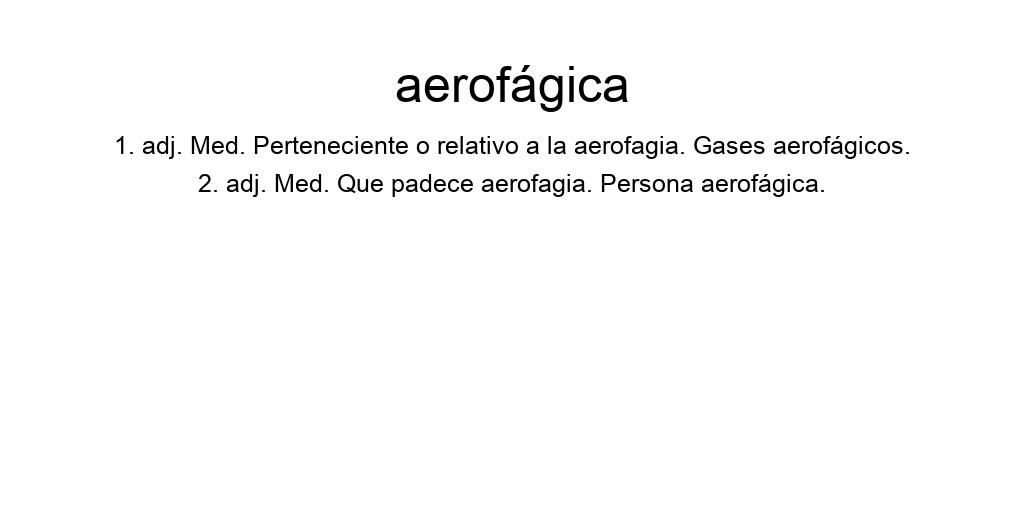 aerofágica
1. adj. Med. Perteneciente o relativo a la aerofagia. Gases aerofágicos.
2. adj. Med. Que padece aerofagia. Persona aerofágica.